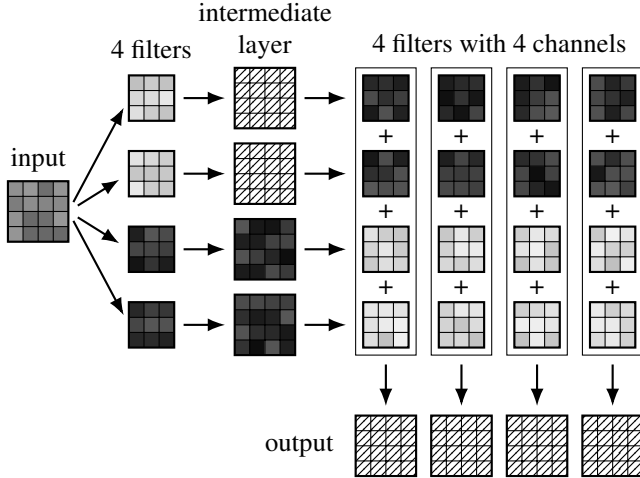 intermediate
layer
4 filters
4 filters with 4 channels
input
+ + + +
+ + + +
+ + + +
output